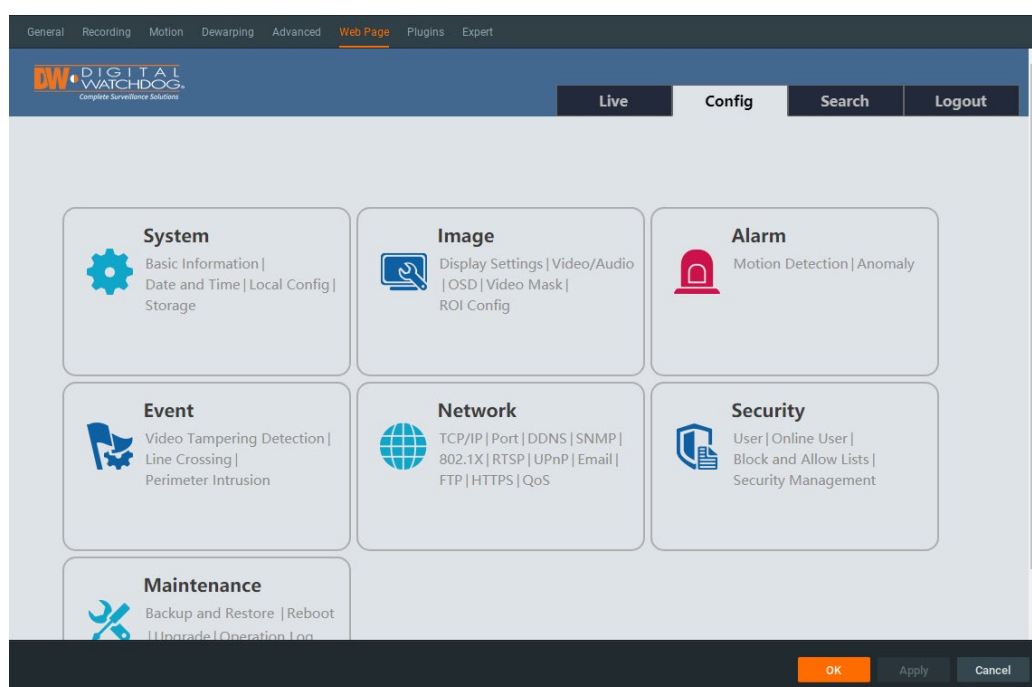 General Recording Motion Dewarping Advanced Web Page Plugins Expert
DW DIGITAL
WATCHDOG®
Complete Surveillance Solutions
Live Config Search Logout
System
Basic Information |
Date and Time | Local Config |
Storage
Image
Display Settings | Video/Audio
| OSD | Video Mask |
ROI Config
Alarm
Motion Detection | Anomaly
Event
Video Tampering Detection |
Line Crossing |
Perimeter Intrusion
Network
TCP/IP | Port | DDNS | SNMP |
802.1X | RTSP | UPnP | Email |
FTP | HTTPS | QoS
Security
User | Online User |
Block and Allow Lists |
Security Management
Maintenance
Backup and Restore | Reboot
| Upgrade | Operation Log
OK Apply Cancel